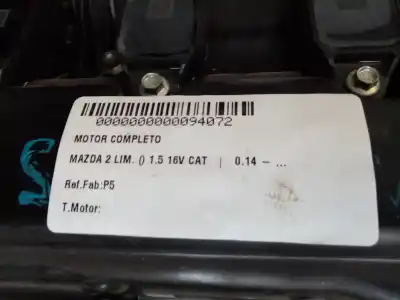 0000000000094072
MOTOR COMPLETO
MAZDA 2 LIM. () 1.5 16V CAT | 0.14 - ...
Ref.Fab:P5
T.Motor: